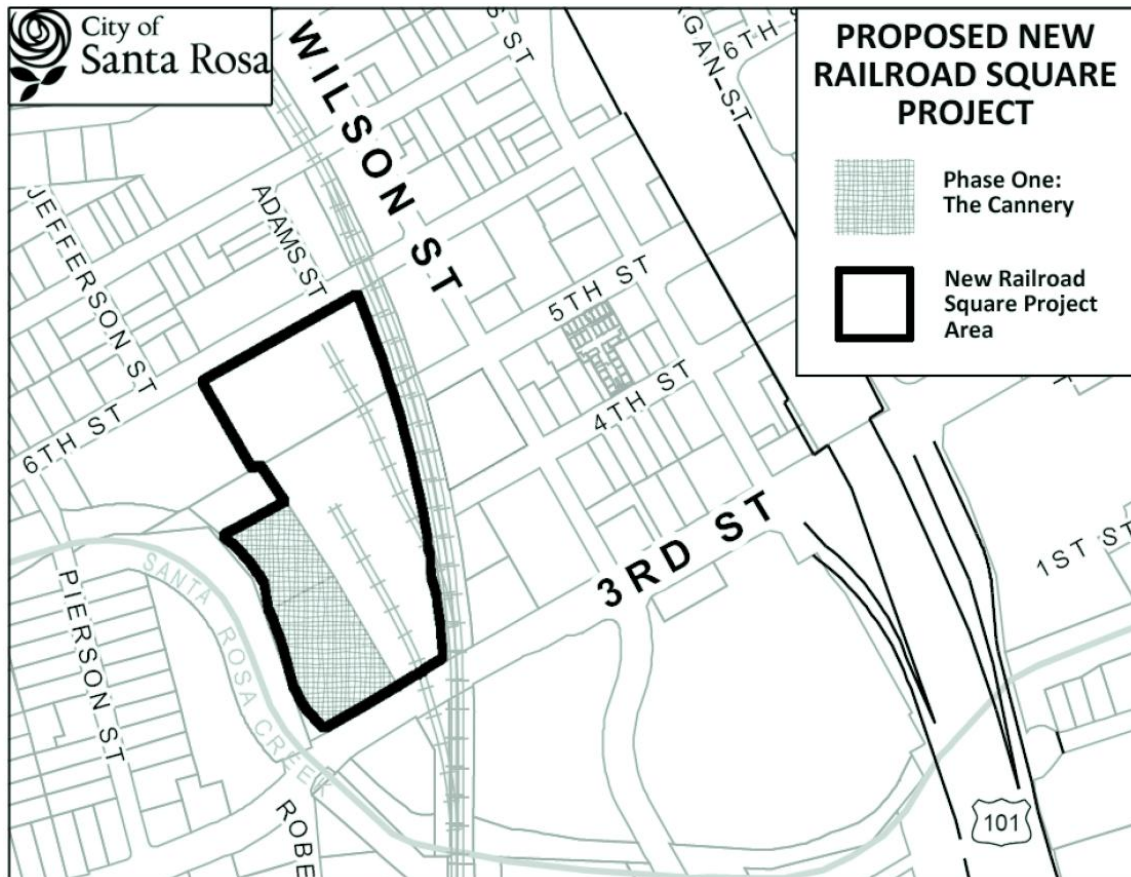 City of
Santa Rosa
PROPOSED NEW
RAILROAD SQUARE
PROJECT
Phase One:
The Cannery
New Railroad
Square Project
Area
WILSON ST
6TH
JEFFERSON ST
ADAMS ST
5TH ST
4TH ST
6TH ST
3RD ST
1ST ST
PIERSON ST
SANTA ROSA CREEK
101